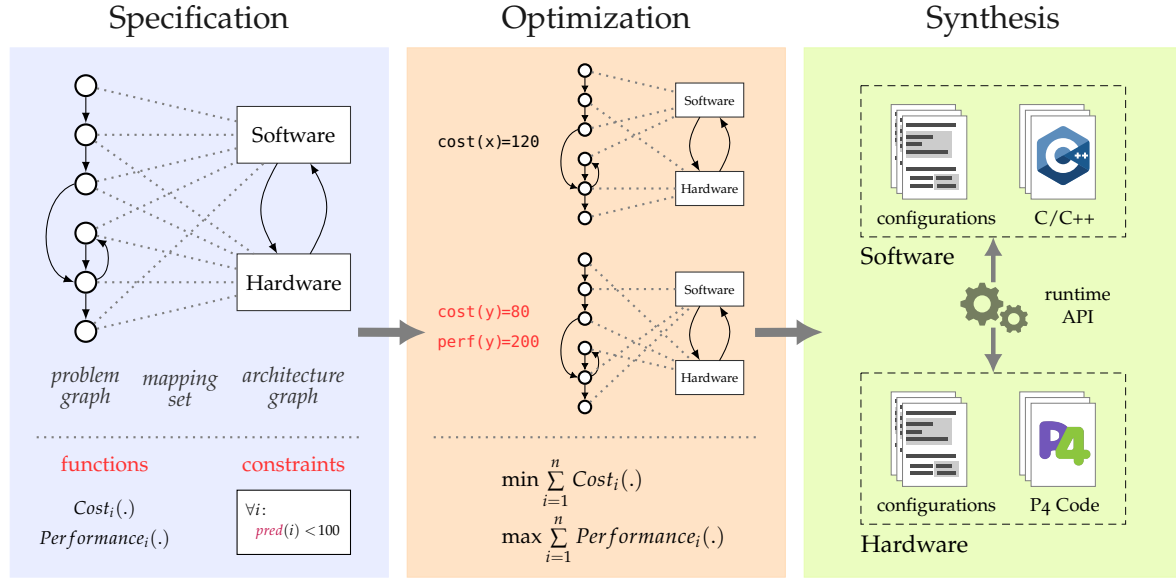 Specification
Software
Hardware
problem
graph
mapping
set
architecture
graph
functions
constraints
Cost_i(.)
Performance_i(.)
∀i:
pred(i) < 100
Optimization
Software
cost(x)=120
Hardware
Software
cost(y)=80
perf(y)=200
Hardware
min ∑_{i=1}^{n} Cost_i(.)
max ∑_{i=1}^{n} Performance_i(.)
Synthesis
C++
configurations
C/C++
Software
runtime
API
P4
configurations
P4 Code
Hardware